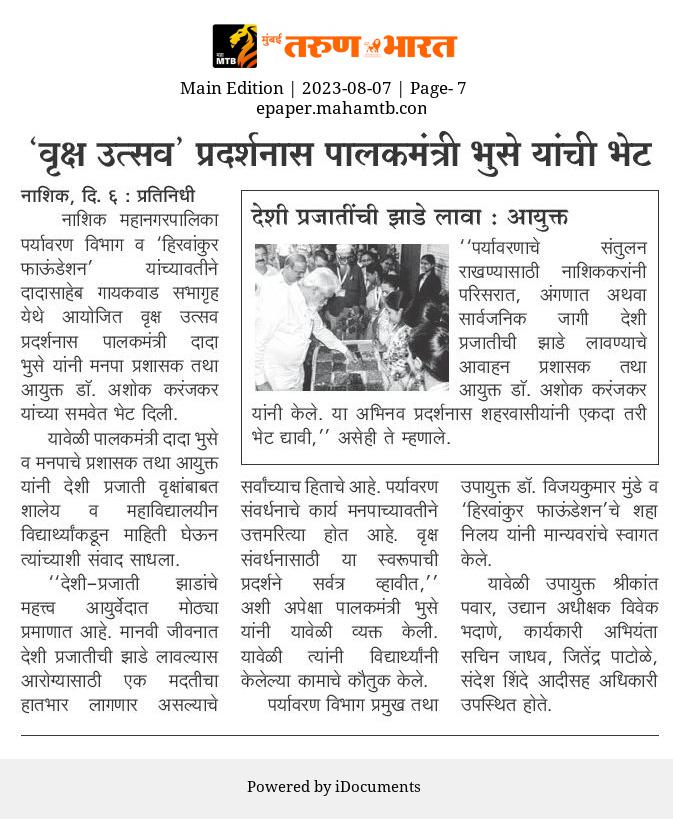 महा
MTB
मुंबई तरुण भारत
Main Edition | 2023-08-07 | Page- 7
epaper.mahamtb.con
‘वृक्ष उत्सव’ प्रदर्शनास पालकमंत्री भुसे यांची भेट
नाशिक, दि. ६ : प्रतिनिधी
नाशिक महानगरपालिका
पर्यावरण विभाग व ‘हिरवांकुर
फाऊंडेशन’ यांच्यावतीने
दादासाहेब गायकवाड सभागृह
येथे आयोजित वृक्ष उत्सव
प्रदर्शनास पालकमंत्री दादा
भुसे यांनी मनपा प्रशासक तथा
आयुक्त डॉ. अशोक करंजकर
यांच्या समवेत भेट दिली.
यावेळी पालकमंत्री दादा भुसे
व मनपाचे प्रशासक तथा आयुक्त
यांनी देशी प्रजाती वृक्षांबाबत
शालेय व महाविद्यालयीन
विद्यार्थ्यांकडून माहिती घेऊन
त्यांच्याशी संवाद साधला.
‘‘देशी–प्रजाती झाडांचे
महत्त्व आयुर्वेदात मोठ्या
प्रमाणात आहे. मानवी जीवनात
देशी प्रजातीची झाडे लावल्यास
आरोग्यासाठी एक मदतीचा
हातभार लागणार असल्याचे
देशी प्रजातींची झाडे लावा : आयुक्त
‘‘पर्यावरणाचे संतुलन
राखण्यासाठी नाशिककरांनी
परिसरात, अंगणात अथवा
सार्वजनिक जागी देशी
प्रजातीची झाडे लावण्याचे
आवाहन प्रशासक तथा
आयुक्त डॉ. अशोक करंजकर
यांनी केले. या अभिनव प्रदर्शनास शहरवासीयांनी एकदा तरी
भेट द्यावी,’’ असेही ते म्हणाले.
सर्वांच्याच हिताचे आहे. पर्यावरण
संवर्धनाचे कार्य मनपाच्यावतीने
उत्तमरित्या होत आहे. वृक्ष
संवर्धनासाठी या स्वरूपाची
प्रदर्शने सर्वत्र व्हावीत,’’
अशी अपेक्षा पालकमंत्री भुसे
यांनी यावेळी व्यक्त केली.
यावेळी त्यांनी विद्यार्थ्यांनी
केलेल्या कामाचे कौतुक केले.
पर्यावरण विभाग प्रमुख तथा
उपायुक्त डॉ. विजयकुमार मुंडे व
‘हिरवांकुर फाऊंडेशन’चे शहा
निलय यांनी मान्यवरांचे स्वागत
केले.
यावेळी उपायुक्त श्रीकांत
पवार, उद्यान अधीक्षक विवेक
भदाणे, कार्यकारी अभियंता
सचिन जाधव, जितेंद्र पाटोळे,
संदेश शिंदे आदीसह अधिकारी
उपस्थित होते.
Powered by iDocuments